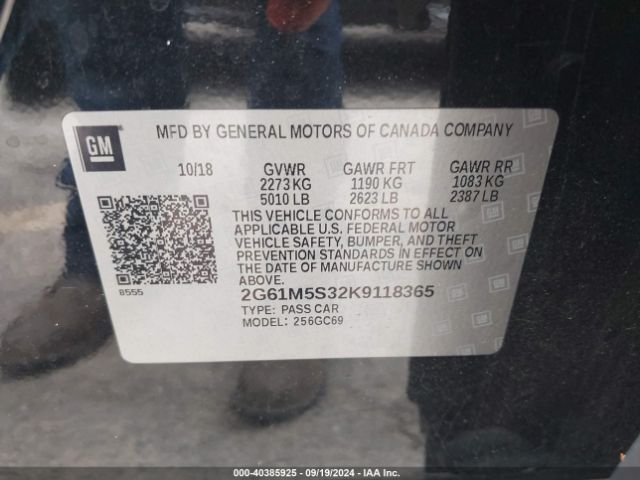 GM
MFD BY GENERAL MOTORS OF CANADA COMPANY
10/18 GVWR GAWR FRT GAWR RR
2273 KG 1190 KG 1083 KG
5010 LB 2623 LB 2387 LB
THIS VEHICLE CONFORMS TO ALL
APPLICABLE U.S. FEDERAL MOTOR
VEHICLE SAFETY, BUMPER, AND THEFT
PREVENTION STANDARDS IN EFFECT ON
THE DATE OF MANUFACTURE SHOWN
ABOVE.
8555
2G61M5S32K9118365
TYPE: PASS CAR
MODEL: 256GC69
000-40385925 - 09/19/2024 - IAA Inc.